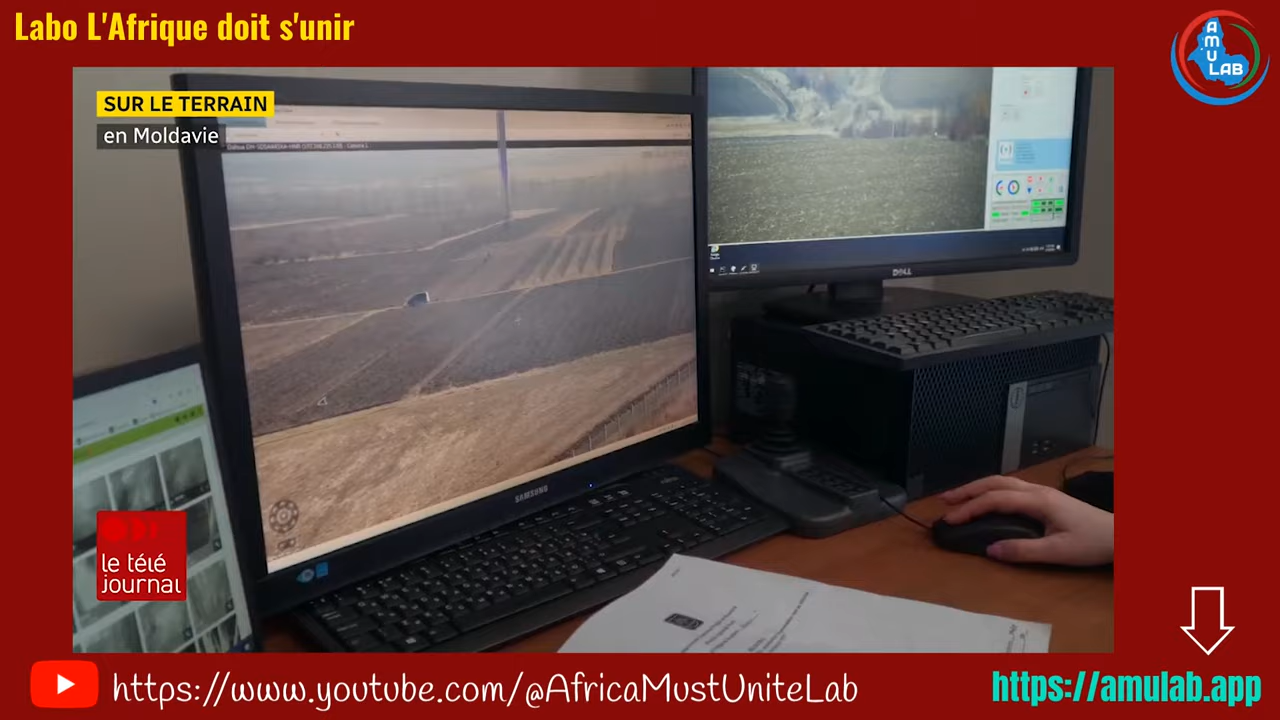 Labo L'Afrique doit s'unir
A
M
U
LAB
SUR LE TERRAIN
en Moldavie
DELL
SAMSUNG
le télé
journal
https://www.youtube.com/@AfricaMustUniteLab
https://amulab.app